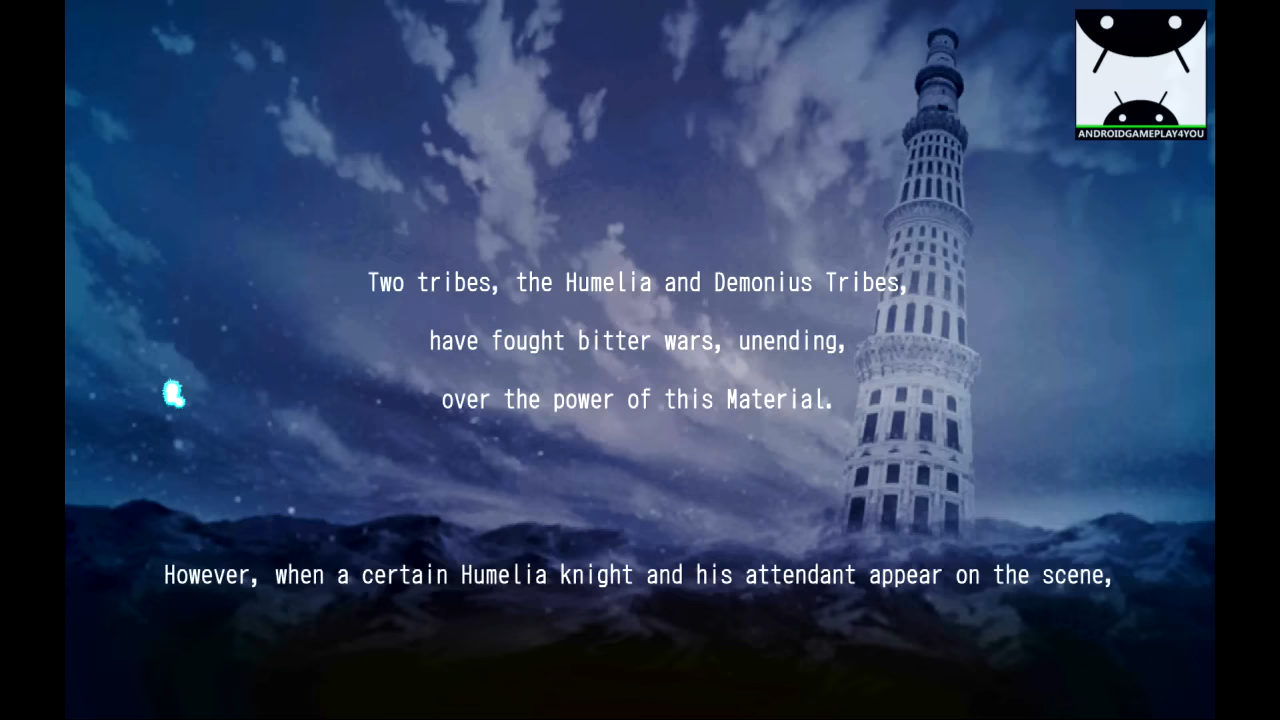 ANDROIDGAMEPLAY4YOU
Two tribes, the Humelia and Demonius Tribes,
have fought bitter wars, unending,
over the power of this Material.
However, when a certain Humelia knight and his attendant appear on the scene,